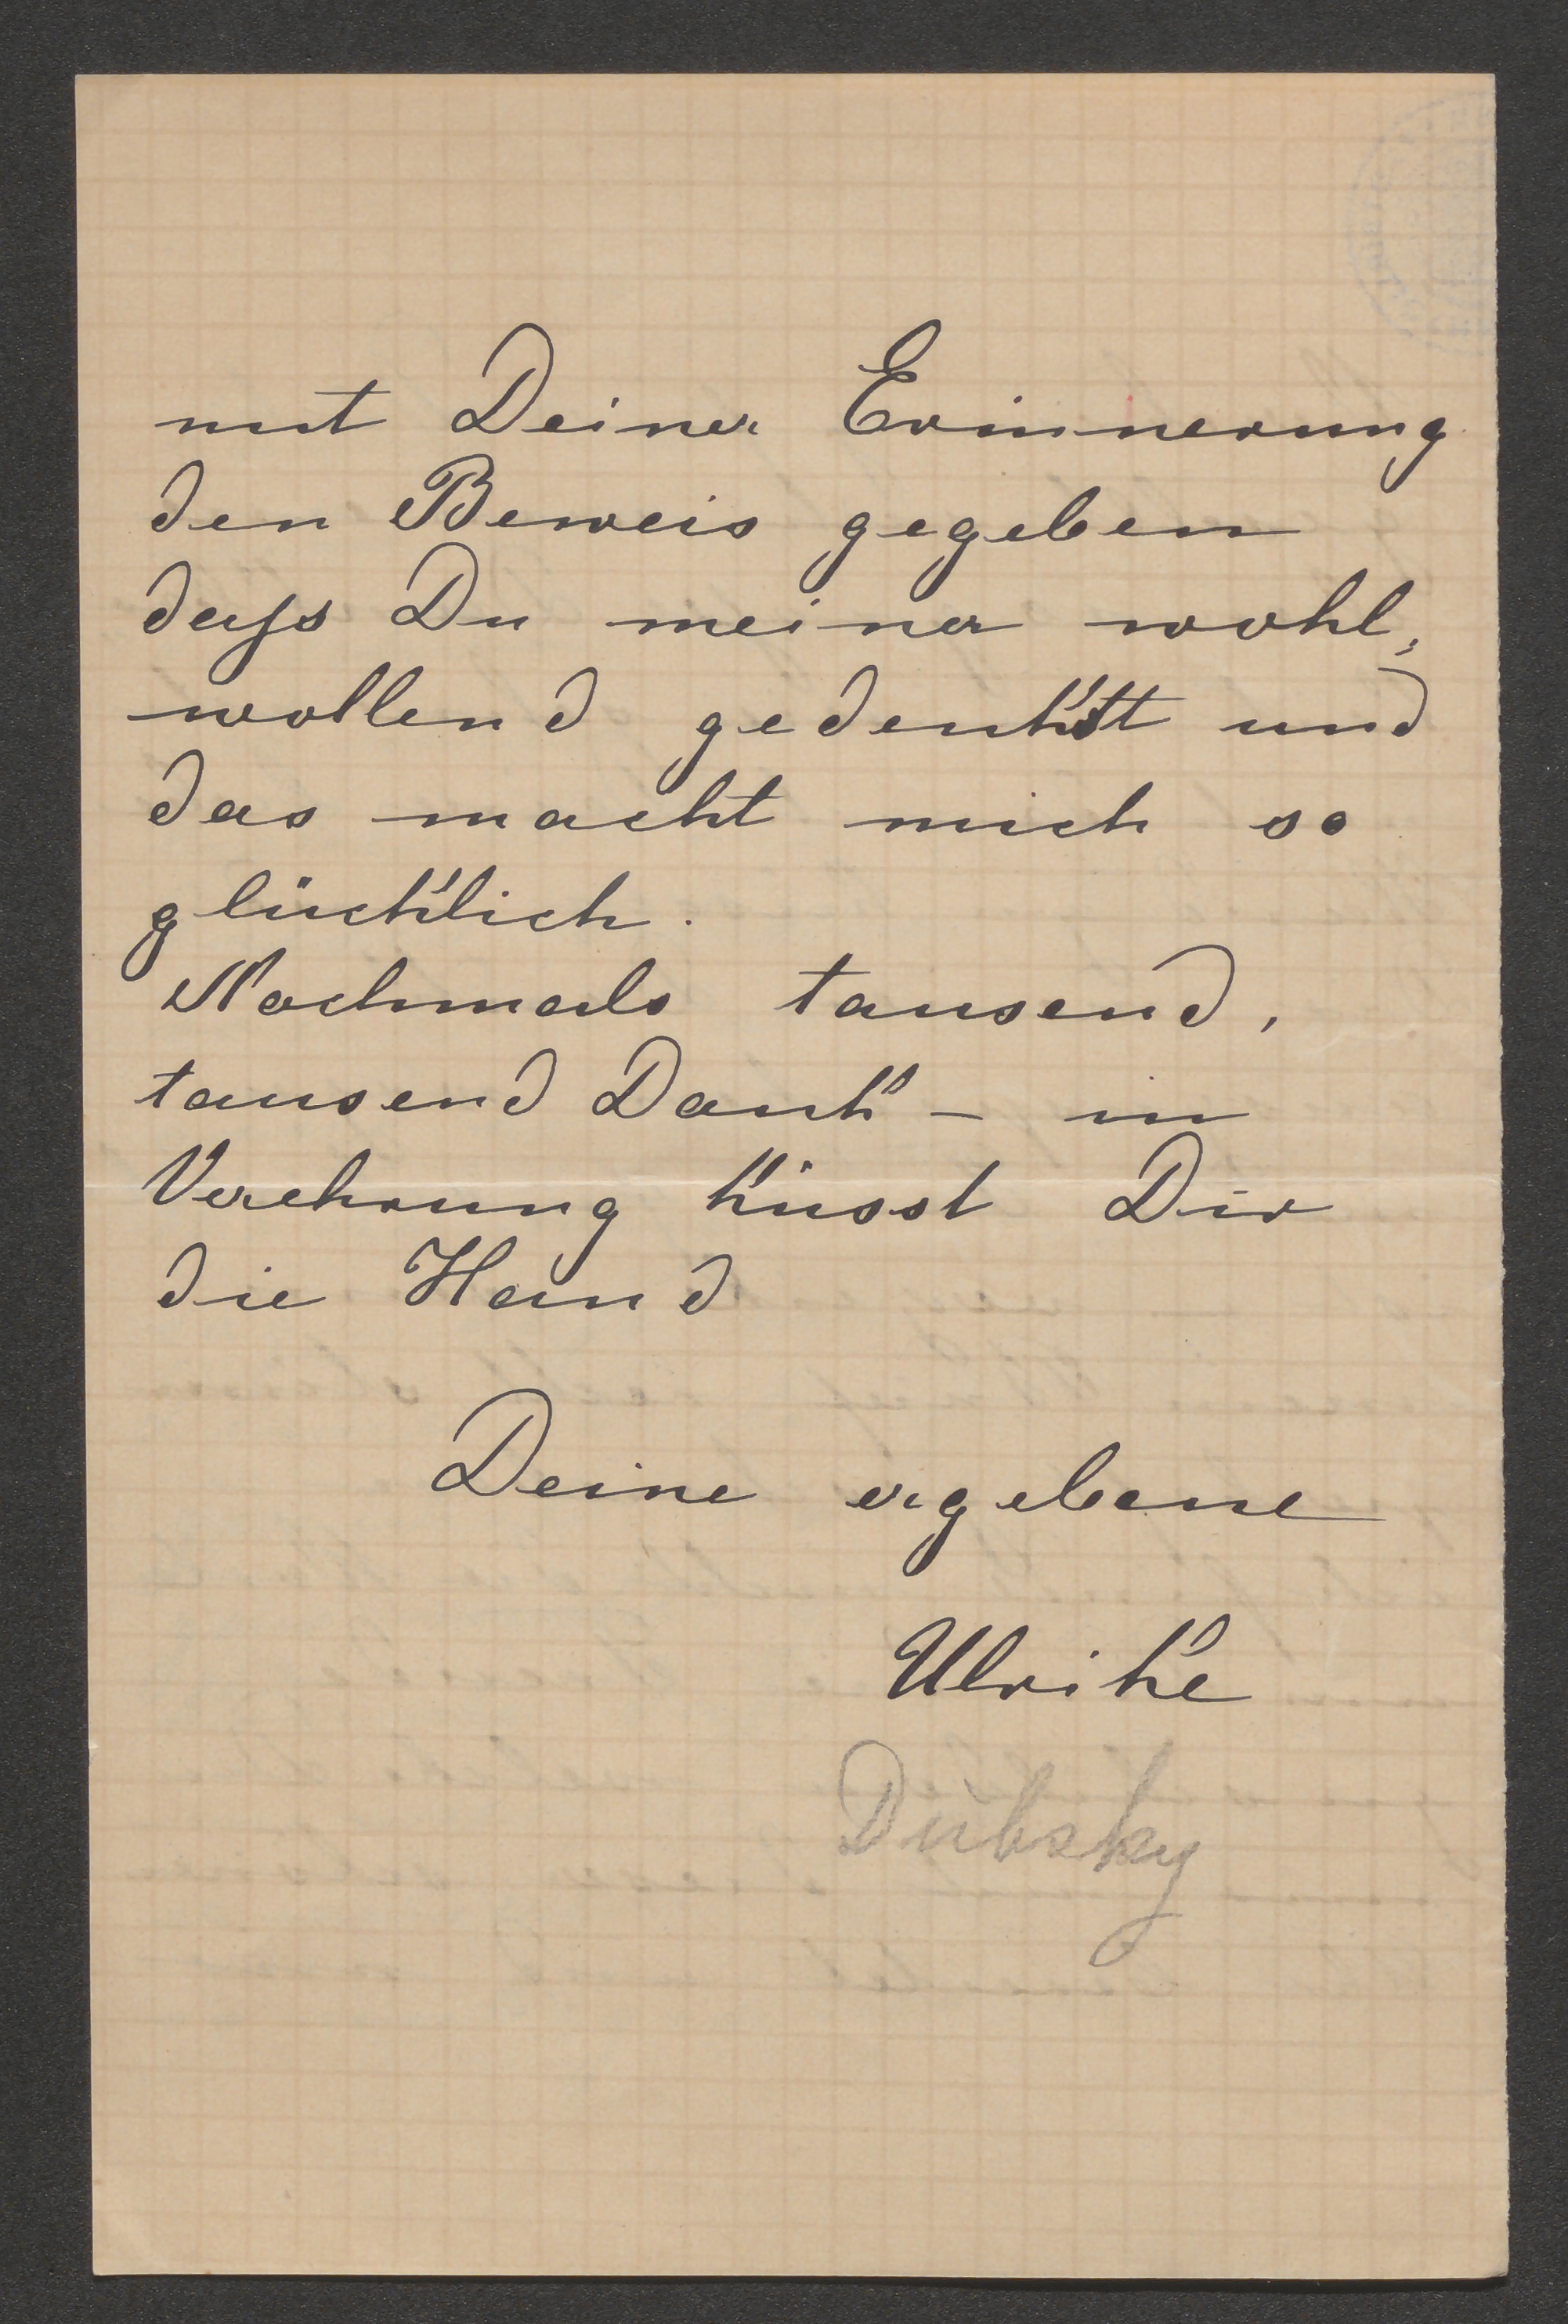 mit Deiner Erinnerung
den Beweis gegeben
dass Du meiner wohl,
wollend gedenkst und
das macht mich so
glücklich.
Nochmals tausend,
tausend Dank – in
Verehrung küsst Dir
die Hand
Deine ergebene
Ulrike
Dubsky